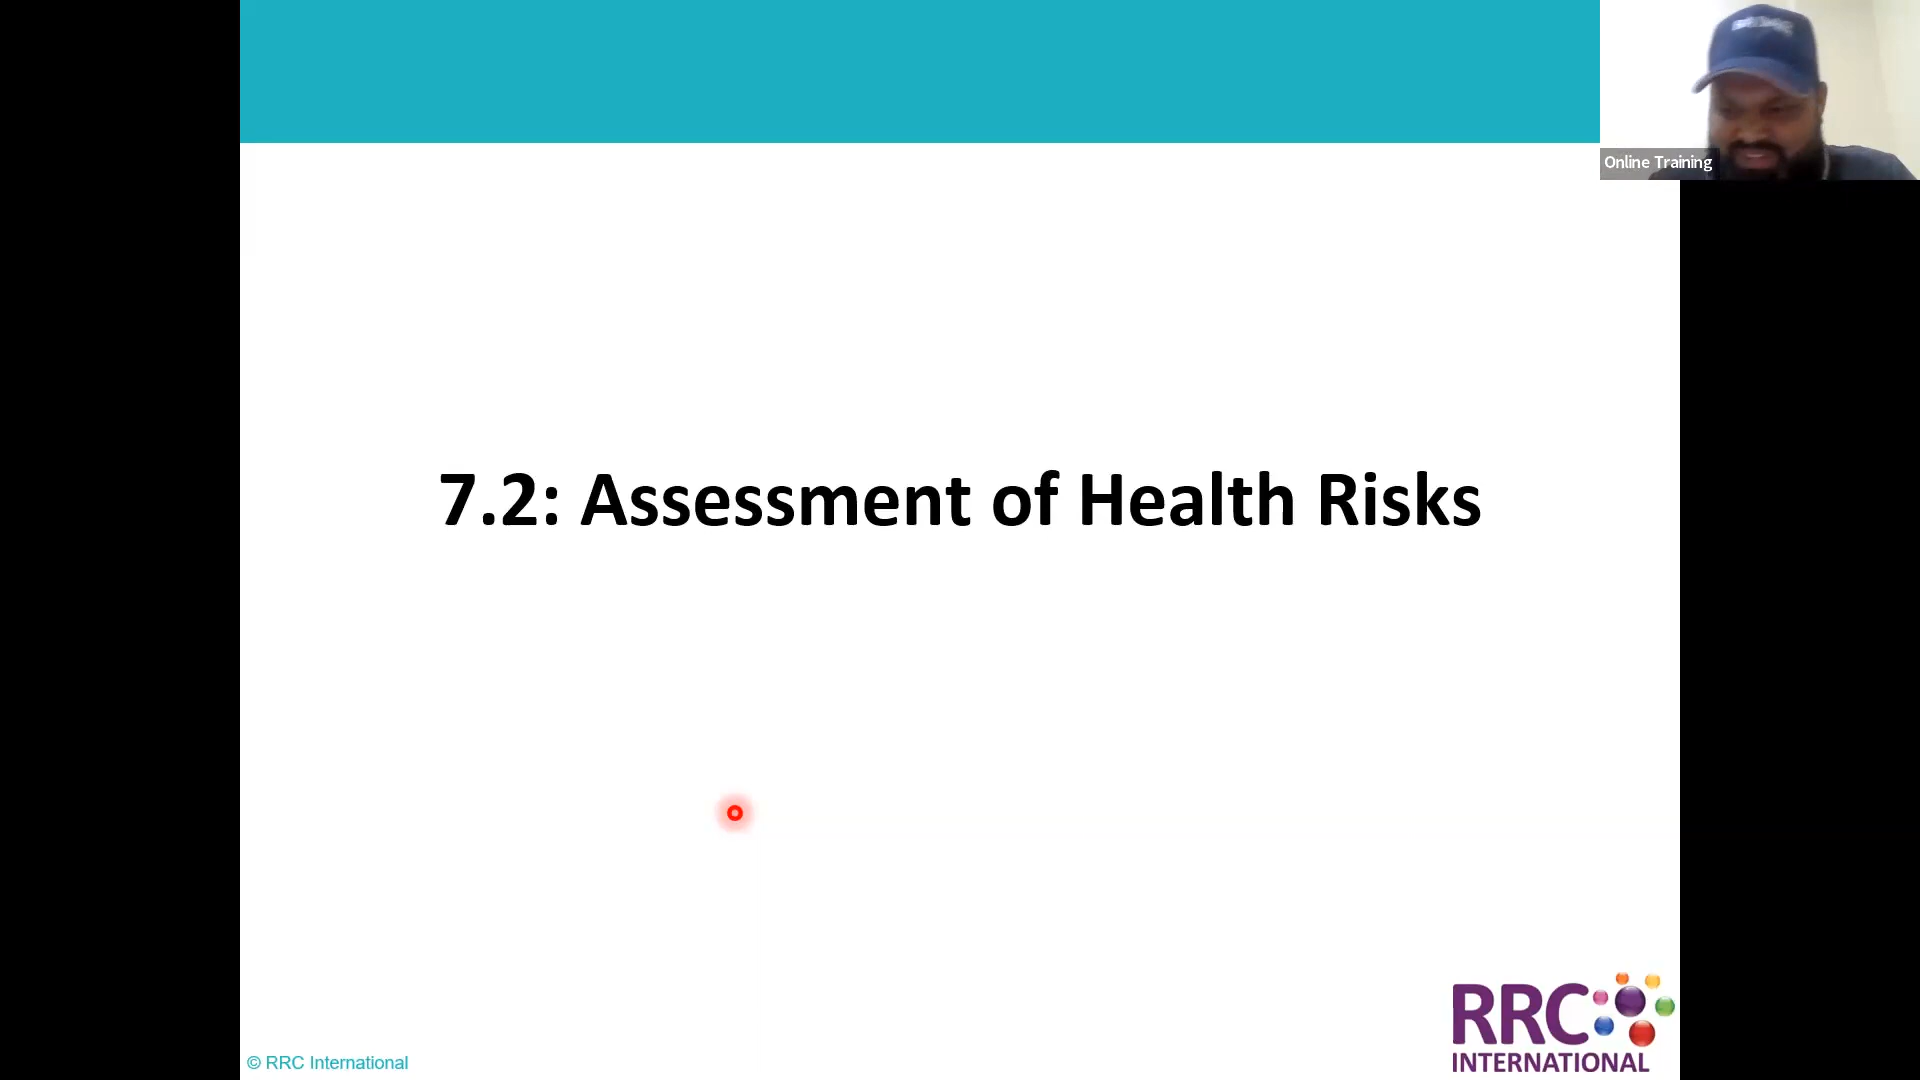 Online Training
7.2: Assessment of Health Risks
RRC
INTERNATIONAL
© RRC International